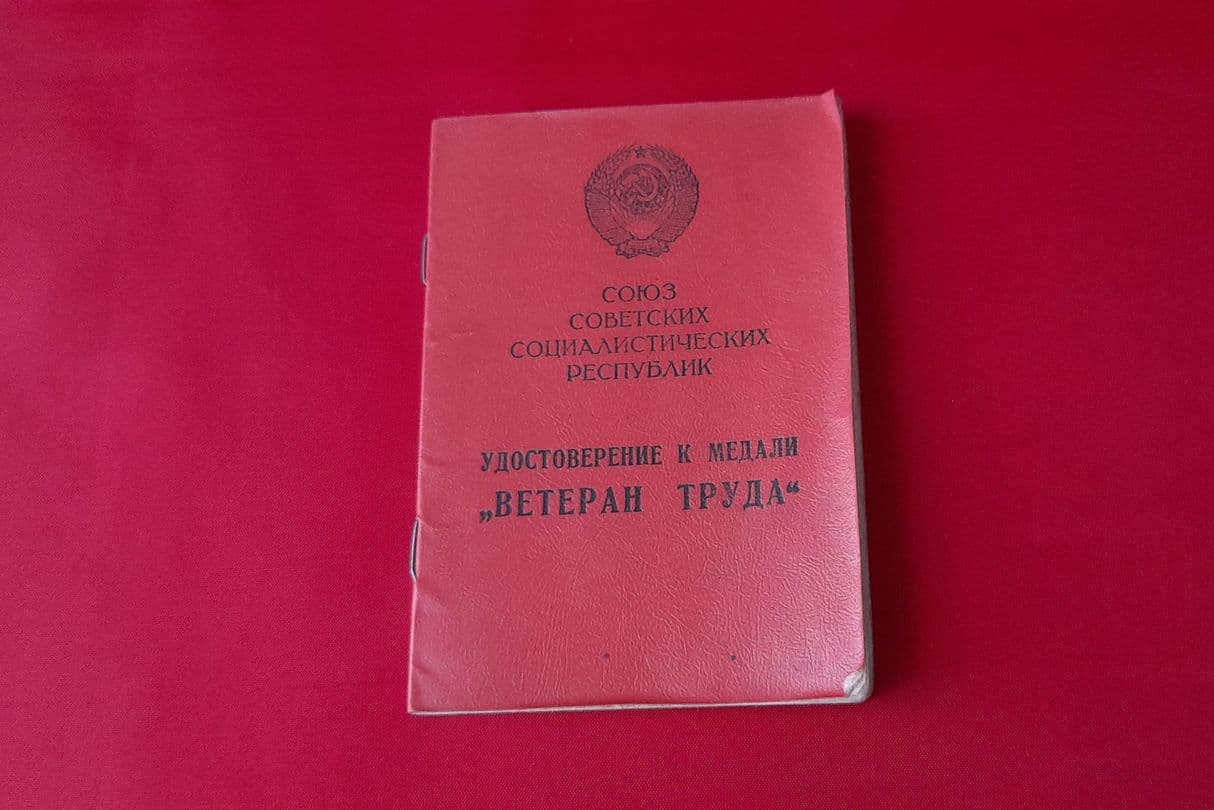 СОЮЗ
СОВЕТСКИХ
СОЦИАЛИСТИЧЕСКИХ
РЕСПУБЛИК
УДОСТОВЕРЕНИЕ К МЕДАЛИ
„ВЕТЕРАН ТРУДА“